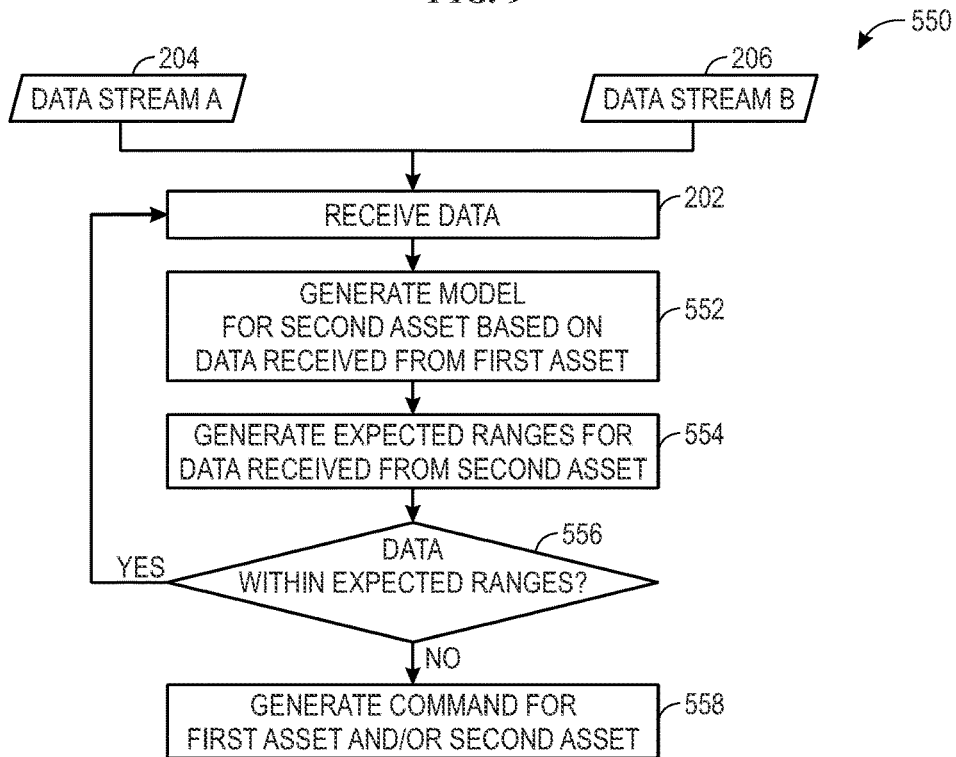 550
204
206
DATA STREAM A
DATA STREAM B
202
RECEIVE DATA
GENERATE MODEL
FOR SECOND ASSET BASED ON
DATA RECEIVED FROM FIRST ASSET
552
GENERATE EXPECTED RANGES FOR
DATA RECEIVED FROM SECOND ASSET
554
556
DATA
WITHIN EXPECTED RANGES?
YES
NO
GENERATE COMMAND FOR
FIRST ASSET AND/OR SECOND ASSET
558